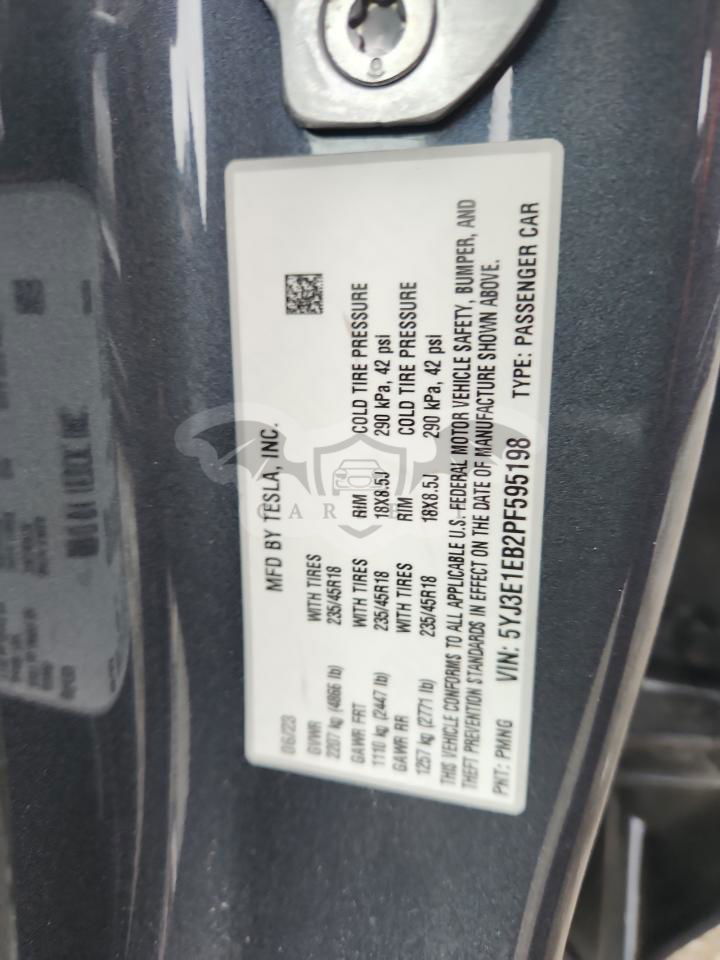 MFD BY TESLA, INC.
06/23
GVWR WITH TIRES RIM COLD TIRE PRESSURE
2207 kg (4866 lb) 235/45R18 18X8.5J 290 kPa, 42 psi
GAWR FRT WITH TIRES RIM COLD TIRE PRESSURE
1110 kg (2447 lb) 235/45R18 18X8.5J 290 kPa, 42 psi
GAWR RR WITH TIRES
1257 kg (2771 lb) 235/45R18
THIS VEHICLE CONFORMS TO ALL APPLICABLE U.S. FEDERAL MOTOR VEHICLE SAFETY, BUMPER, AND
THEFT PREVENTION STANDARDS IN EFFECT ON THE DATE OF MANUFACTURE SHOWN ABOVE.
PNT: PMNG VIN: 5YJ3E1EB2PF595198 TYPE: PASSENGER CAR